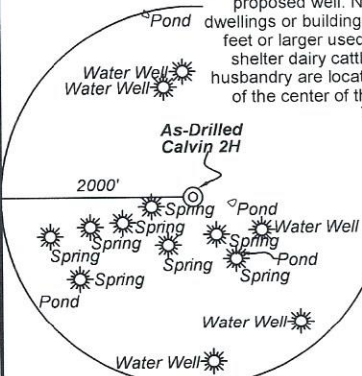 proposed well. N
Pond
dwellings or building
feet or larger used
shelter dairy cattl
Water Well
Water Well
husbandry are locat
of the center of th
As-Drilled
Calvin 2H
2000'
Spring
Pond
Spring
Water Well
Spring
Spring
Spring
Spring
Pond
Spring
Spring
Pond
Water Well
Water Well